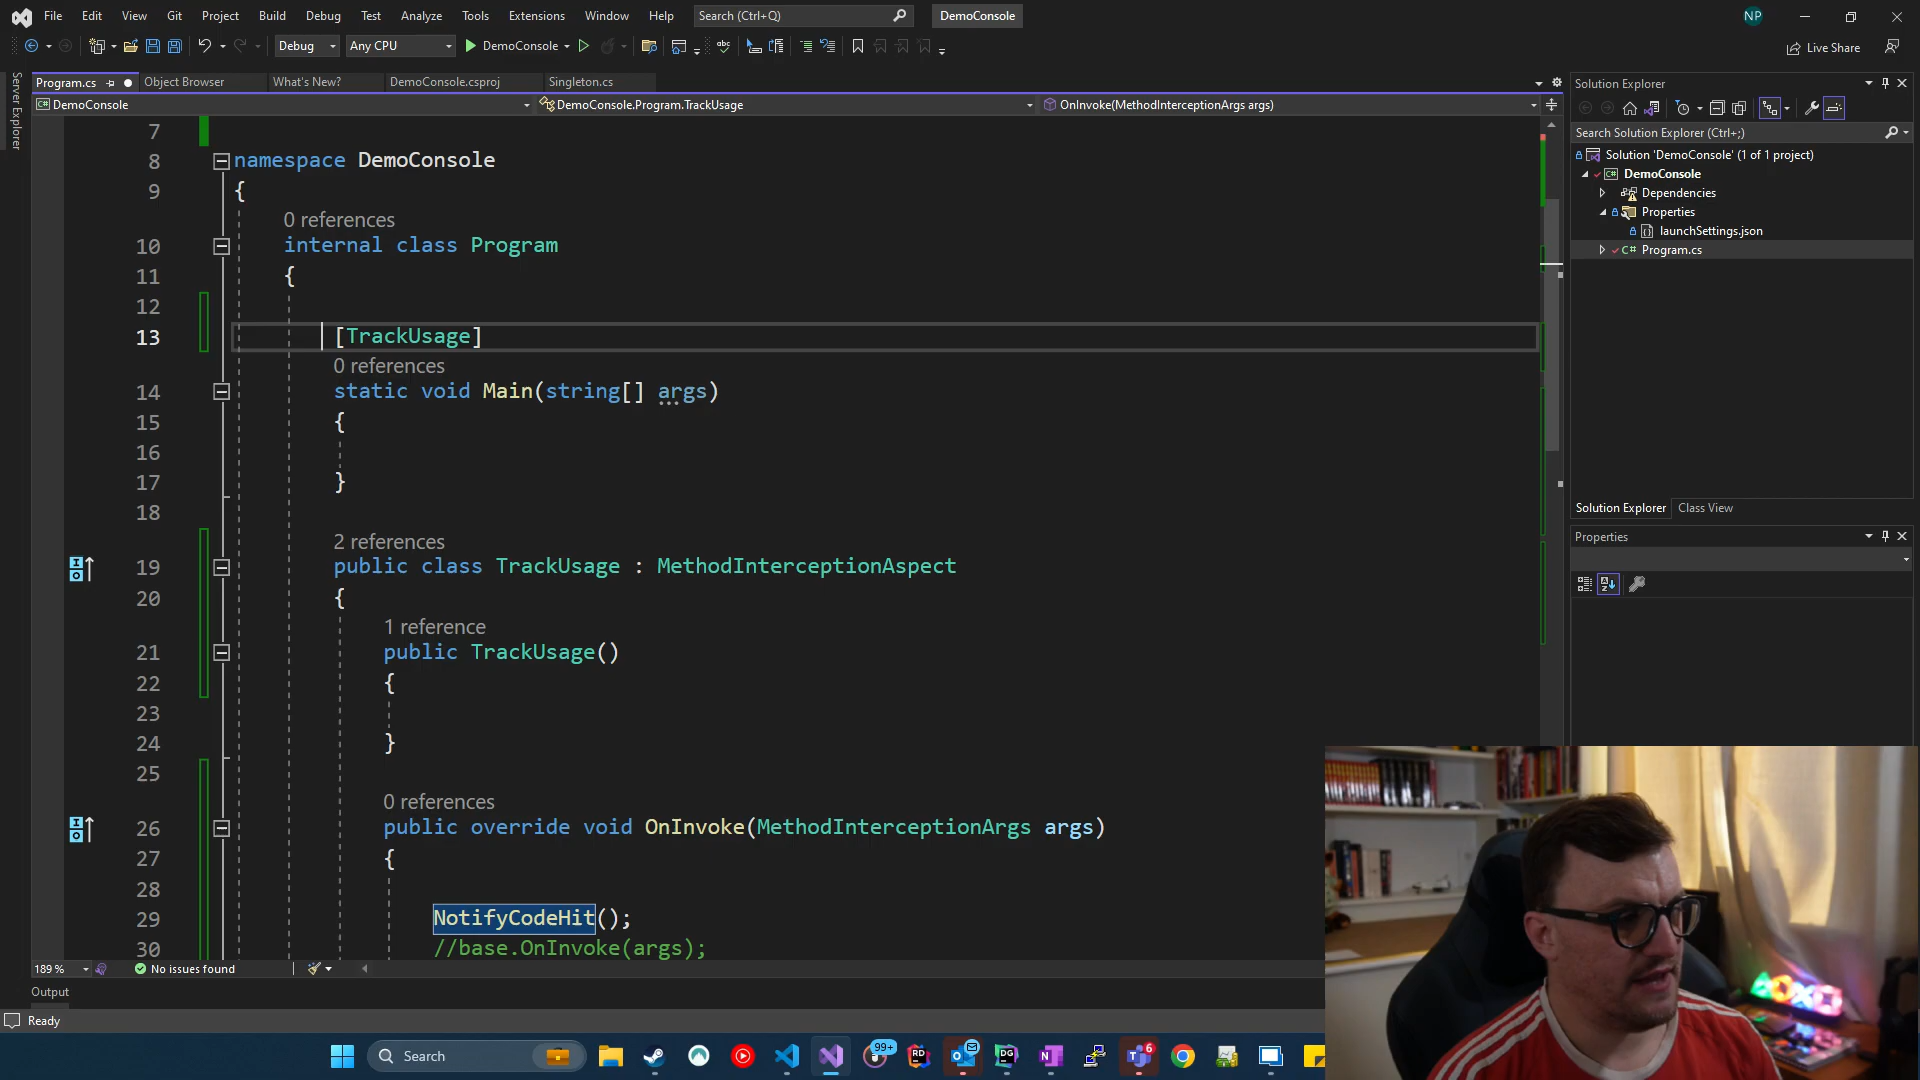 File Edit View Git Project Build Debug Test Analyze Tools Extensions Window Help Search (Ctrl+Q) DemoConsole NP
Debug Any CPU DemoConsole Live Share
Server Explorer
Program.cs Object Browser What's New? DemoConsole.csproj Singleton.cs
DemoConsole DemoConsole.Program.TrackUsage OnInvoke(MethodInterceptionArgs args)
7
8 namespace DemoConsole
9 {
0 references
10 internal class Program
11 {
12
13 [TrackUsage]
0 references
14 static void Main(string[] args)
15 {
16
17 }
18
2 references
19 public class TrackUsage : MethodInterceptionAspect
20 {
1 reference
21 public TrackUsage()
22 {
23
24 }
25
0 references
26 public override void OnInvoke(MethodInterceptionArgs args)
27 {
28
29 NotifyCodeHit();
30 //base.OnInvoke(args);
189 % No issues found
Output
Ready
Solution Explorer
Search Solution Explorer (Ctrl+;)
Solution 'DemoConsole' (1 of 1 project)
DemoConsole
Dependencies
Properties
launchSettings.json
C# Program.cs
Solution Explorer Class View
Properties
Search
99+
RD
DG
6